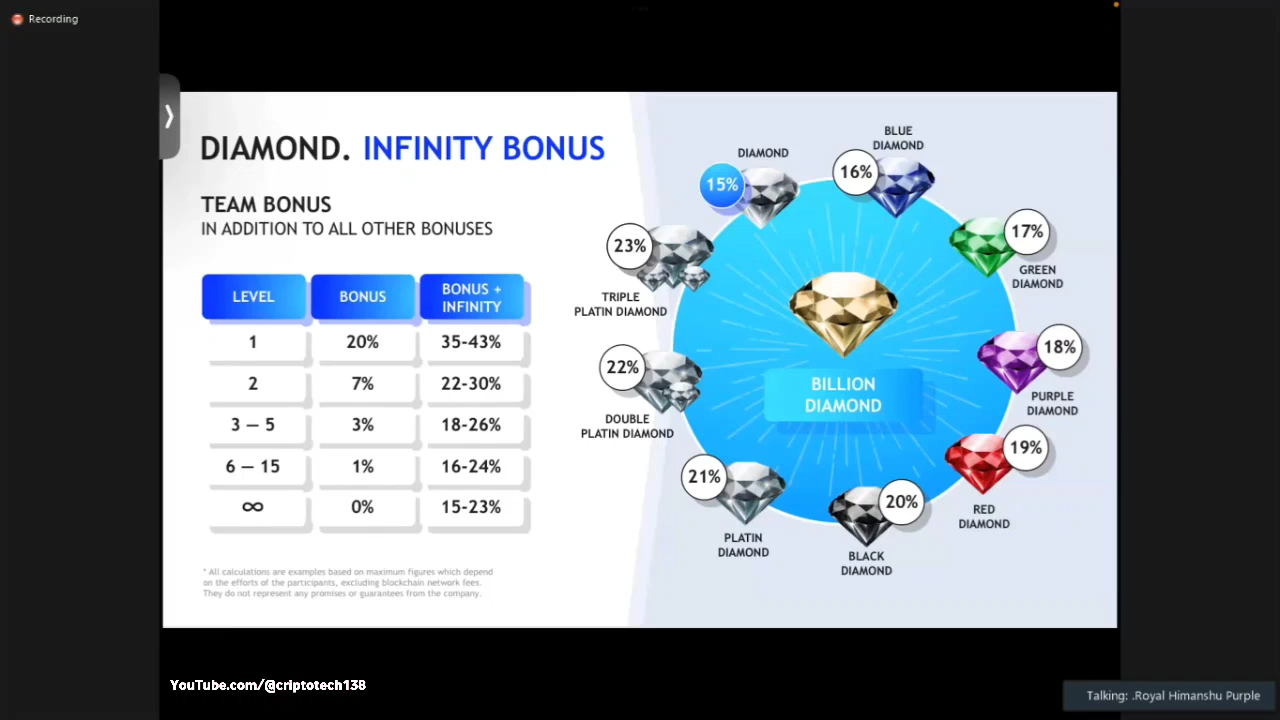 Recording
DIAMOND. INFINITY BONUS
TEAM BONUS
IN ADDITION TO ALL OTHER BONUSES
LEVEL BONUS BONUS +
INFINITY
1 20% 35-43%
2 7% 22-30%
3 – 5 3% 18-26%
6 – 15 1% 16-24%
∞ 0% 15-23%
* All calculations are examples based on maximum figures which depend
on the efforts of the participants, excluding blockchain network fees.
They do not represent any promises or guarantees from the company.
DIAMOND
15%
BLUE
DIAMOND
16%
17%
GREEN
DIAMOND
18%
PURPLE
DIAMOND
19%
RED
DIAMOND
20%
BLACK
DIAMOND
21%
PLATIN
DIAMOND
22%
DOUBLE
PLATIN DIAMOND
23%
TRIPLE
PLATIN DIAMOND
BILLION
DIAMOND
YouTube.com/@criptotech138
Talking: .Royal Himanshu Purple